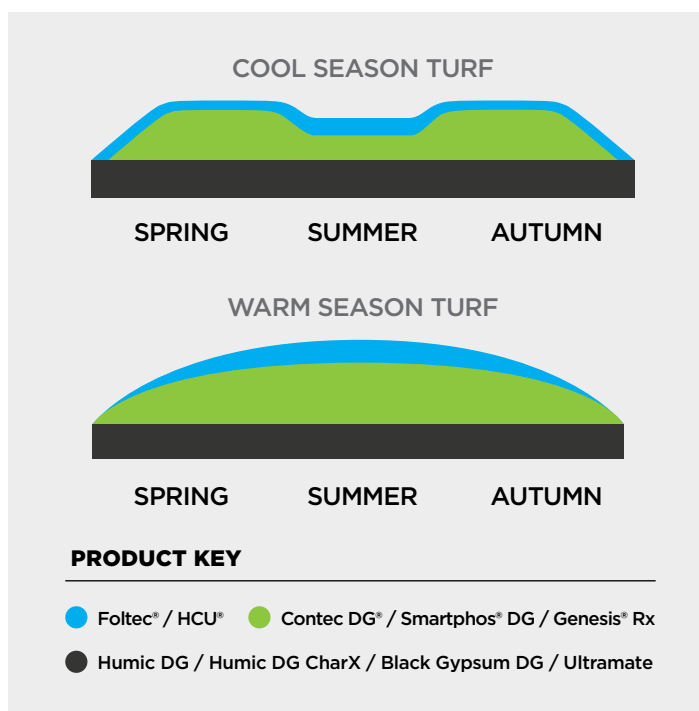 COOL SEASON TURF
SPRING SUMMER AUTUMN
WARM SEASON TURF
SPRING SUMMER AUTUMN
PRODUCT KEY
Foltec® / HCU® Contec DG® / Smartphos® DG / Genesis® Rx
Humic DG / Humic DG CharX / Black Gypsum DG / Ultramate